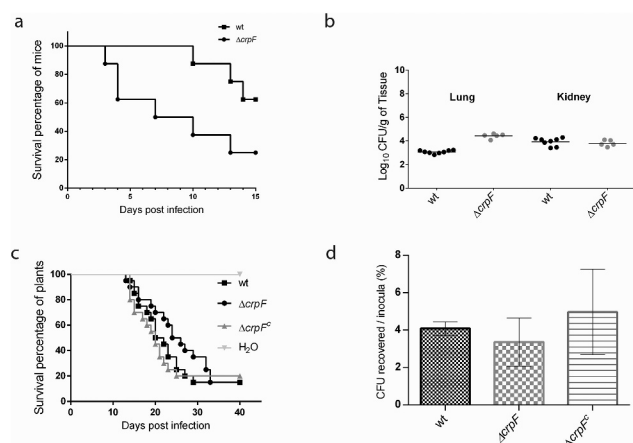 a
wt
ΔcrpF
Survival percentage of mice
100
80
60
40
20
0
0
5
10
15
Days post infection
b
Log10 CFU/g of Tissue
10
8
6
4
2
0
Lung
Kidney
wt
ΔcrpF
wt
ΔcrpF
c
Survival percentage of plants
100
80
60
40
20
0
0
10
20
30
40
Days post infection
wt
ΔcrpF
ΔcrpFᶜ
H₂O
d
CFU recovered / inocula (%)
8
6
4
2
0
wt
ΔcrpF
ΔcrpFᶜ